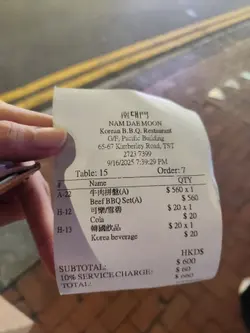 南대門
NAM DAEMOON
Korean B.B.Q. Restaurant
G/F, Pacific Building
65-67 Kimberley Road, TST
2723 7399
9/16/2025 7:39:29 PM
Table: 15 Order: 7
# Name QTY
A-22 牛肉拼盤(A) $ 560 x 1
Beef BBQ Set(A) $ 560
H-12 可樂/雪碧 $ 20 x 1
Cola $ 20
H-13 韓國飲品 $ 20 x 1
Korea beverage $ 20
HKD$
SUBTOTAL: $ 600
10% SERVICE CHARGE: $ 60
TOTAL: